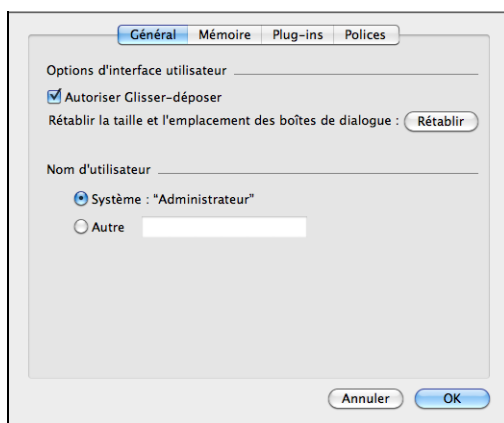 Général Mémoire Plug-ins Polices
Options d'interface utilisateur
Autoriser Glisser-déposer
Rétablir la taille et l'emplacement des boîtes de dialogue : Rétablir
Nom d'utilisateur
Système : “Administrateur”
Autre
Annuler OK